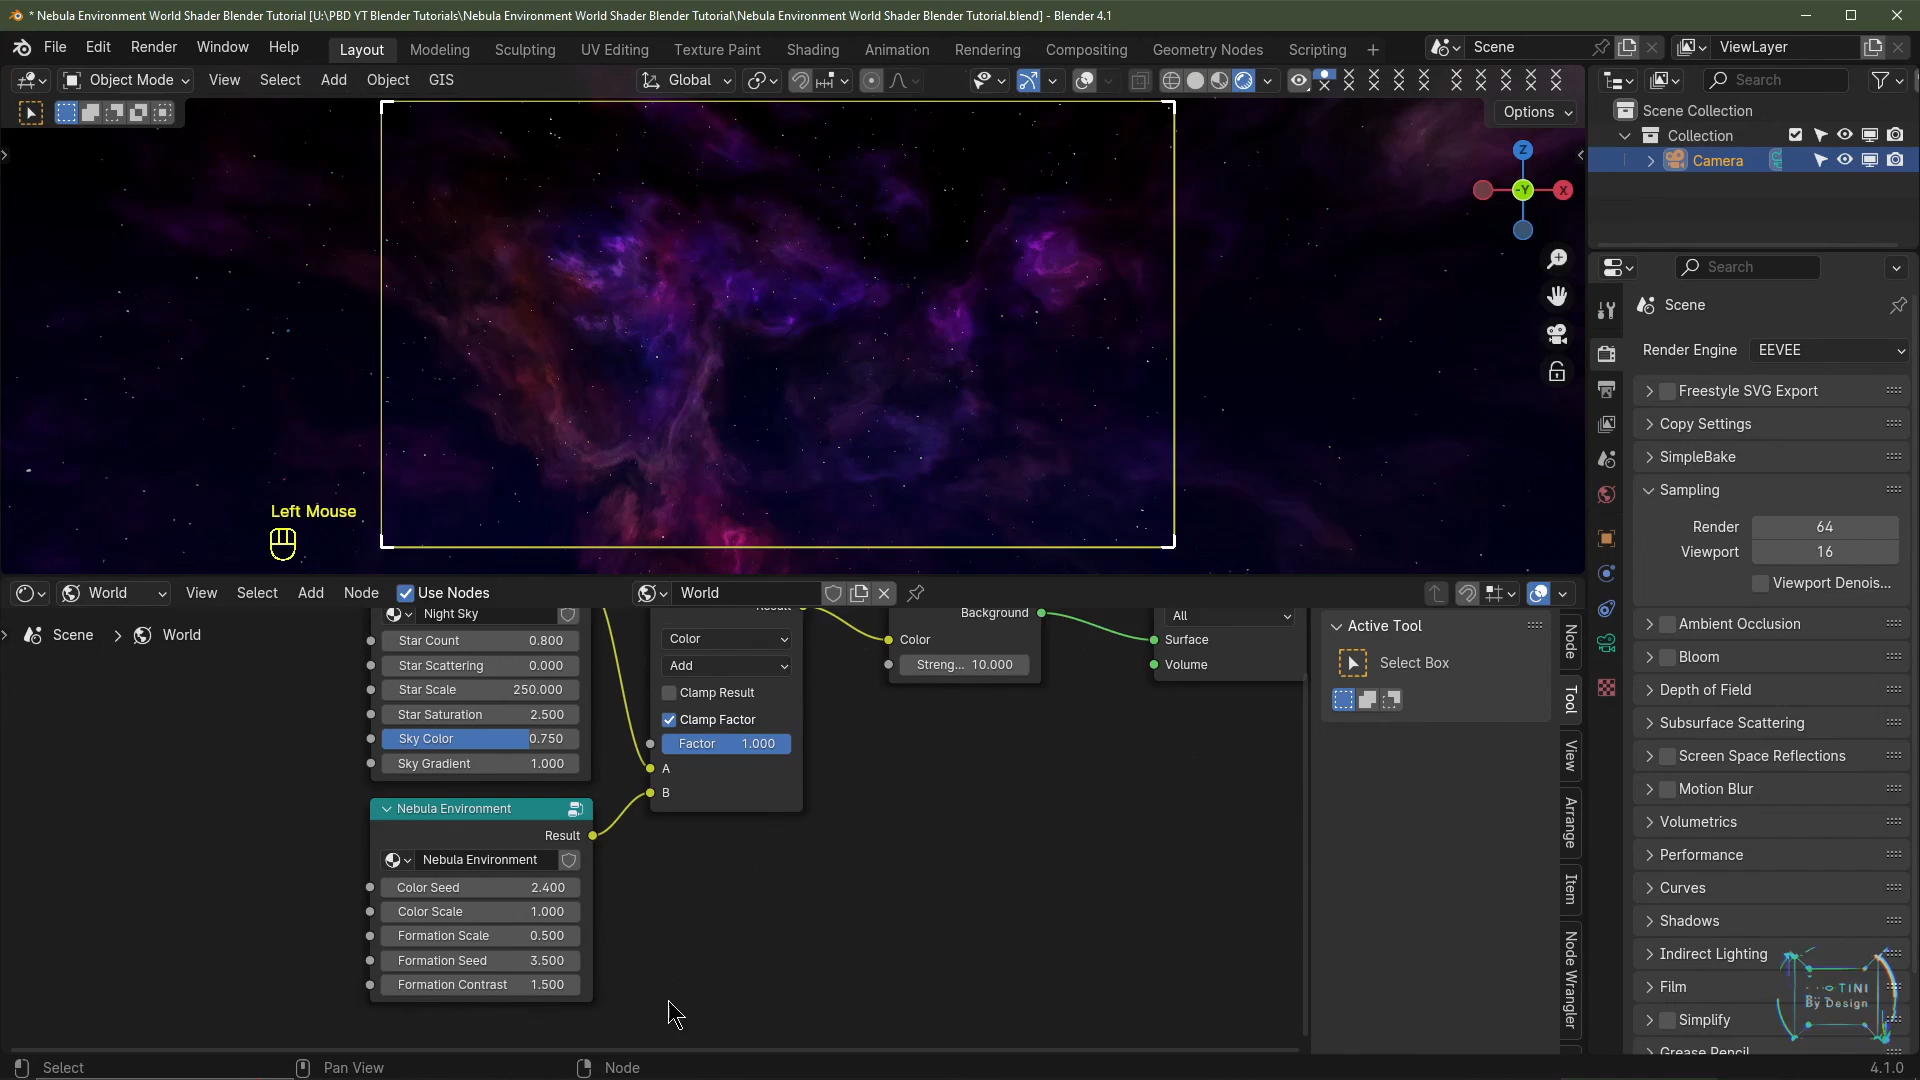 * Nebula Environment World Shader Blender Tutorial [U:\PBD YT Blender Tutorials\Nebula Environment World Shader Blender Tutorial\Nebula Environment World Shader Blender Tutorial.blend] - Blender 4.1
File Edit Render Window Help Layout Modeling Sculpting UV Editing Texture Paint Shading Animation Rendering Compositing Geometry Nodes Scripting + Scene ViewLayer
Object Mode View Select Add Object GIS Global Search
Options
Scene Collection
Collection
Camera
Z
-Y
X
Search
Scene
Render Engine EEVEE
Freestyle SVG Export
Copy Settings
SimpleBake
Sampling
Render 64
Viewport 16
Viewport Denois...
Ambient Occlusion
Bloom
Depth of Field
Subsurface Scattering
Screen Space Reflections
Motion Blur
Volumetrics
Performance
Curves
Shadows
Indirect Lighting
Film
Simplify
Grease Pencil
Left Mouse
World View Select Add Node Use Nodes World
Scene > World
Night Sky
Star Count 0.800
Star Scattering 0.000
Star Scale 250.000
Star Saturation 2.500
Sky Color 0.750
Sky Gradient 1.000
Nebula Environment
Result
Nebula Environment
Color Seed 2.400
Color Scale 1.000
Formation Scale 0.500
Formation Seed 3.500
Formation Contrast 1.500
Result
Color
Add
Clamp Result
Clamp Factor
Factor 1.000
A
B
Background
Color
Streng... 10.000
All
Surface
Volume
Active Tool
Select Box
Node
Tool
View
Arrange
Item
Node Wrangler
By Design
Select Pan View Node 4.1.0